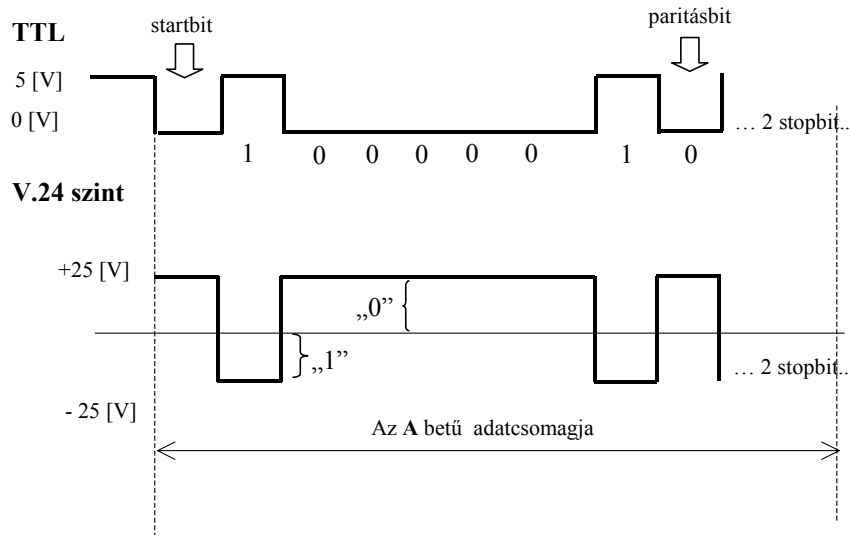 TTL
startbit
paritásbit
5 [V]
0 [V]
… 2 stopbit..
1 0 0 0 0 0 1 0
V.24 szint
+25 [V]
„0”
„1”
… 2 stopbit..
- 25 [V]
Az A betű adatcsomagja